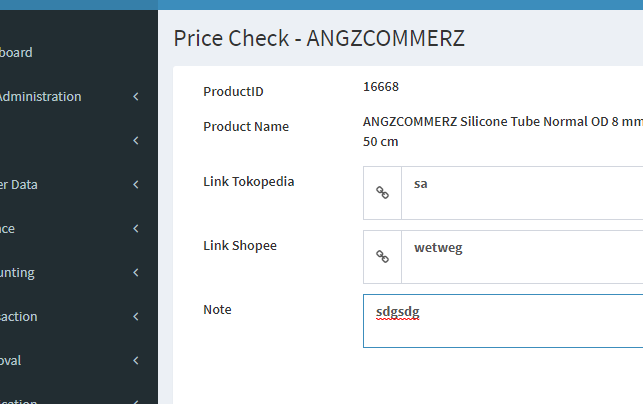 Price Check - ANGZCOMMERZ
board
Administration
er Data
nce
unting
saction
oval
ProductID
16668
Product Name
ANGZCOMMERZ Silicone Tube Normal OD 8 mm
50 cm
Link Tokopedia
sa
Link Shopee
wetweg
Note
sdgsdg